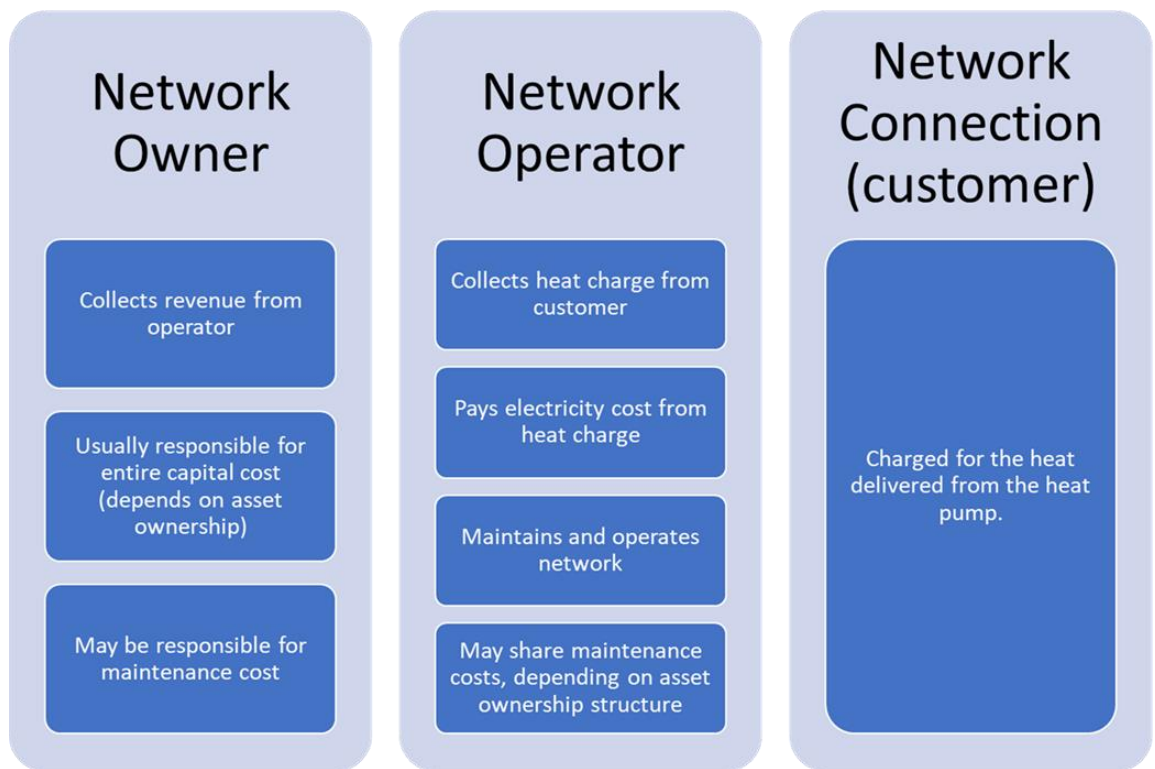 Network
Owner
Collects revenue from
operator
Usually responsible for
entire capital cost
(depends on asset
ownership)
May be responsible for
maintenance cost
Network
Operator
Collects heat charge from
customer
Pays electricity cost from
heat charge
Maintains and operates
network
May share maintenance
costs, depending on asset
ownership structure
Network
Connection
(customer)
Charged for the heat
delivered from the heat
pump.